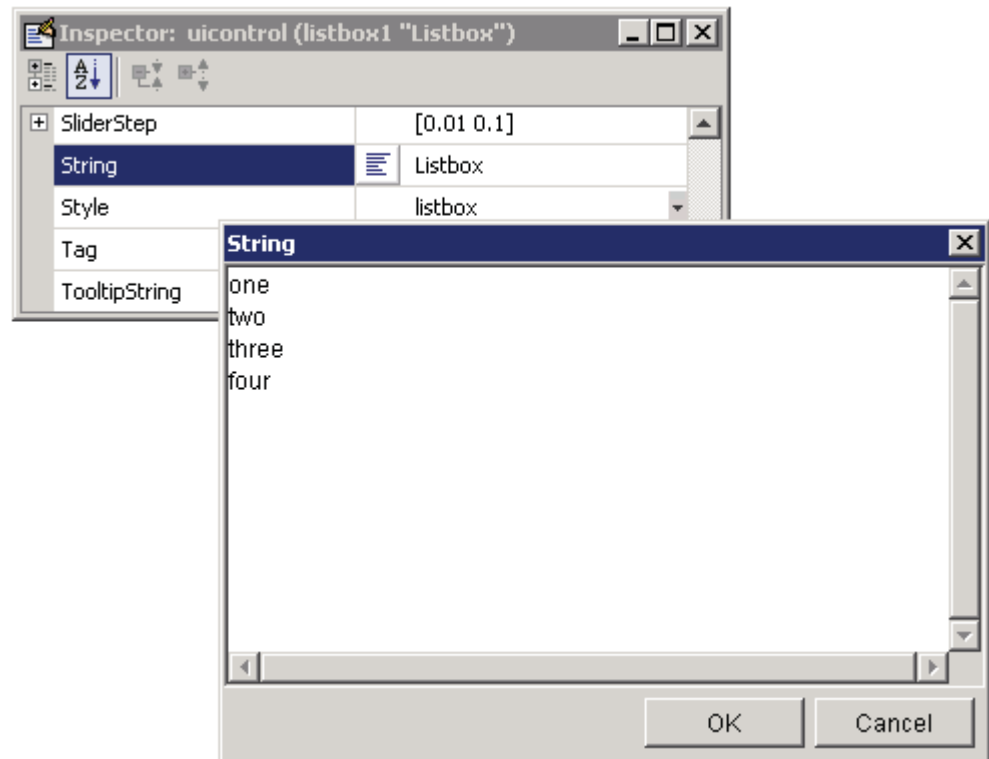 Inspector: uicontrol (listbox1 "Listbox")
A
Z
SliderStep [0.01 0.1]
String Listbox
Style listbox
Tag
TooltipString
String
one
two
three
four
OK Cancel